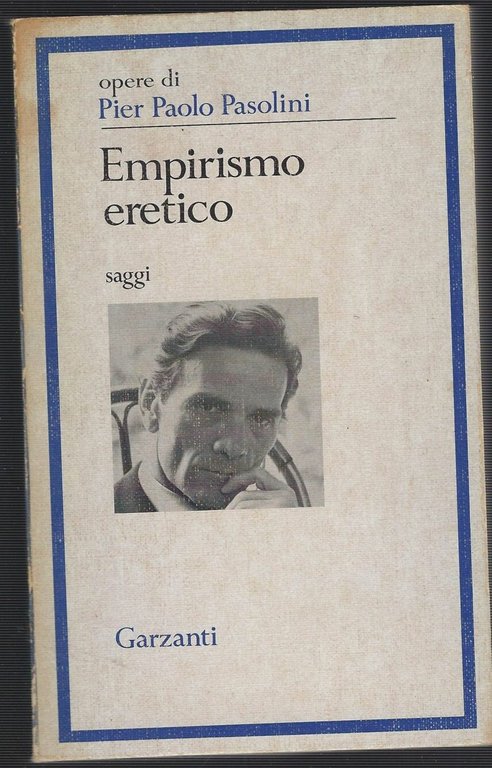 opere di
Pier Paolo Pasolini
Empirismo
eretico
saggi
Garzanti